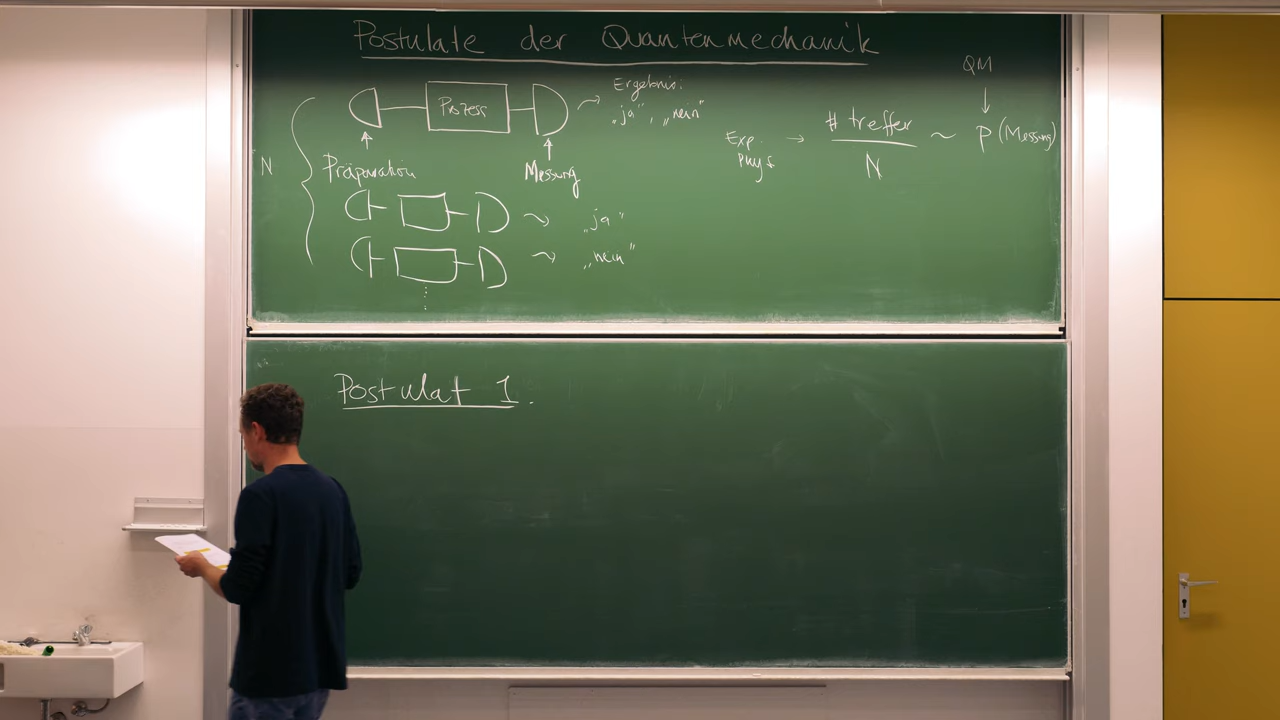 Postulate der Quantenmechanik
QM
Prozess
Ergebnis:
„ja", „nein"
Exp. Phys
# treffer
N
~ p (Messung)
N
Präparation
Messung
„ja"
„nein"
Postulat 1.